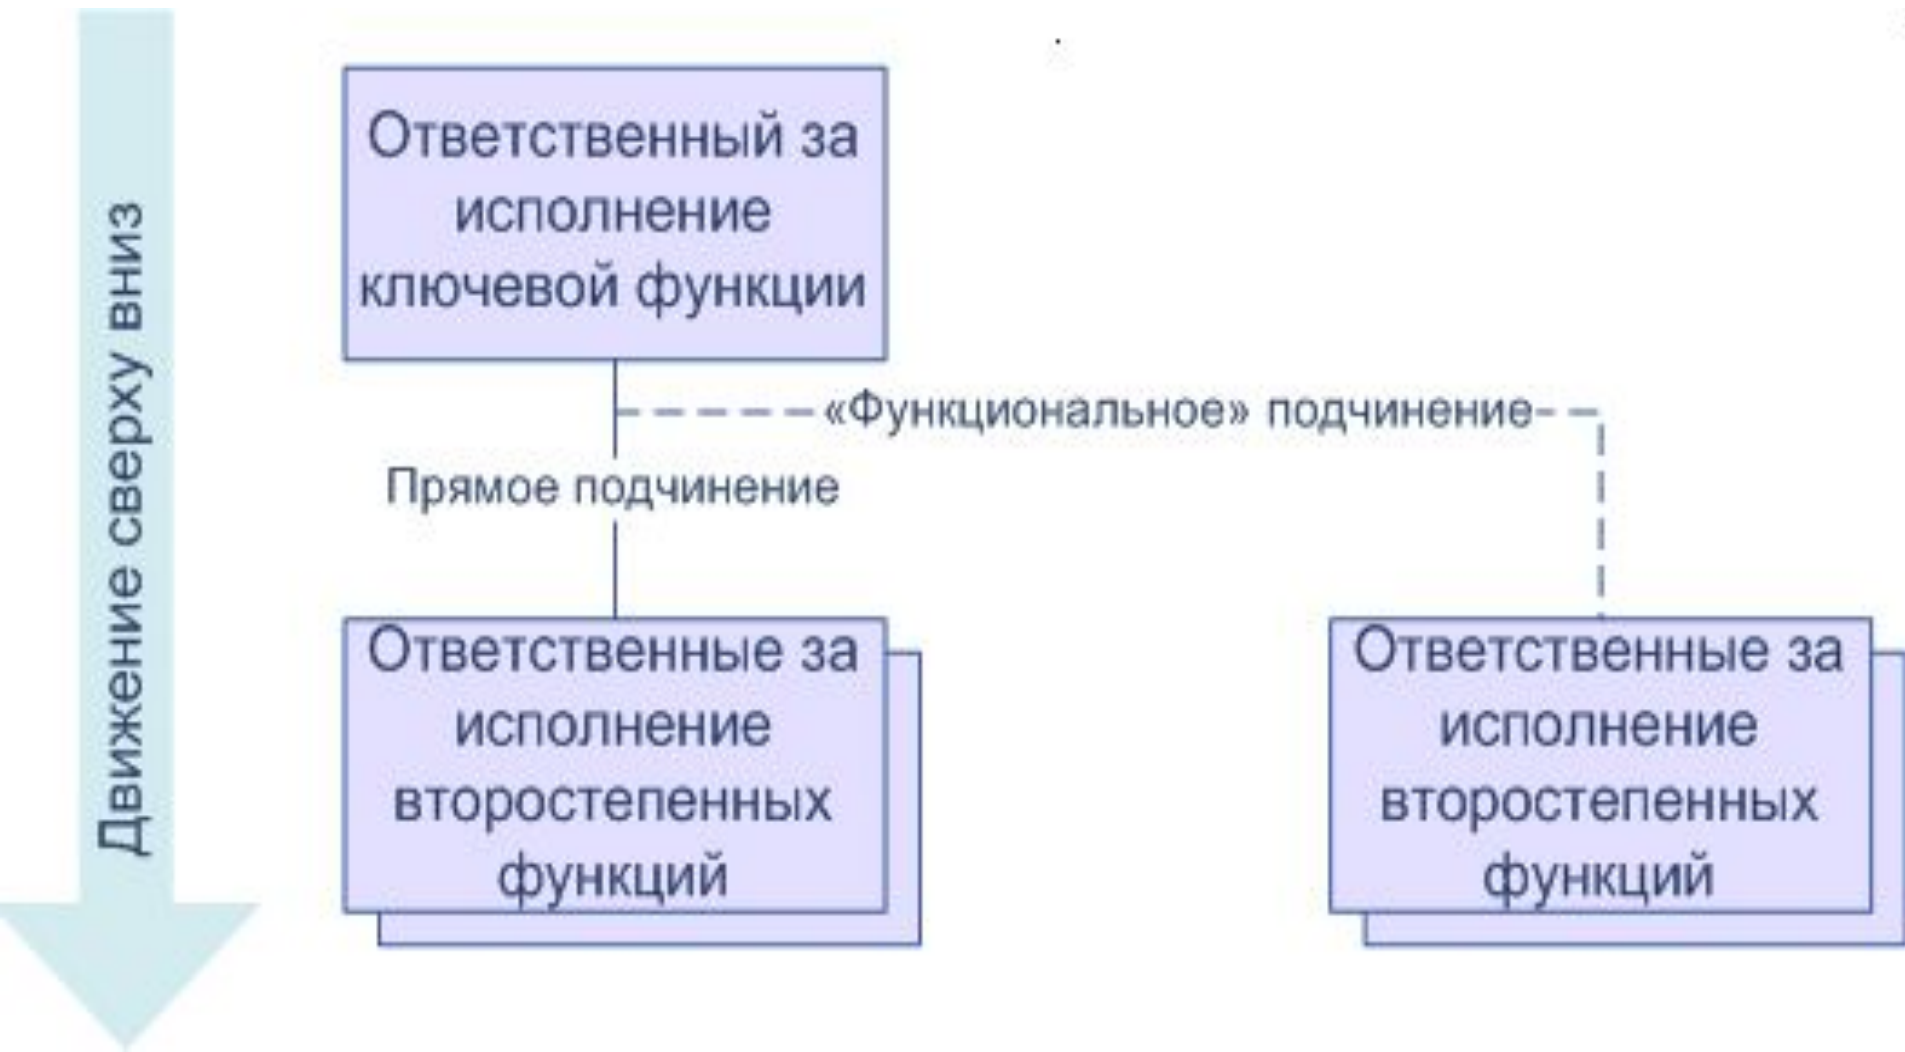 Движение сверху вниз
Ответственный за
исполнение
ключевой функции
«Функциональное» подчинение
Прямое подчинение
Ответственные за
исполнение
второстепенных
функций
Ответственные за
исполнение
второстепенных
функций